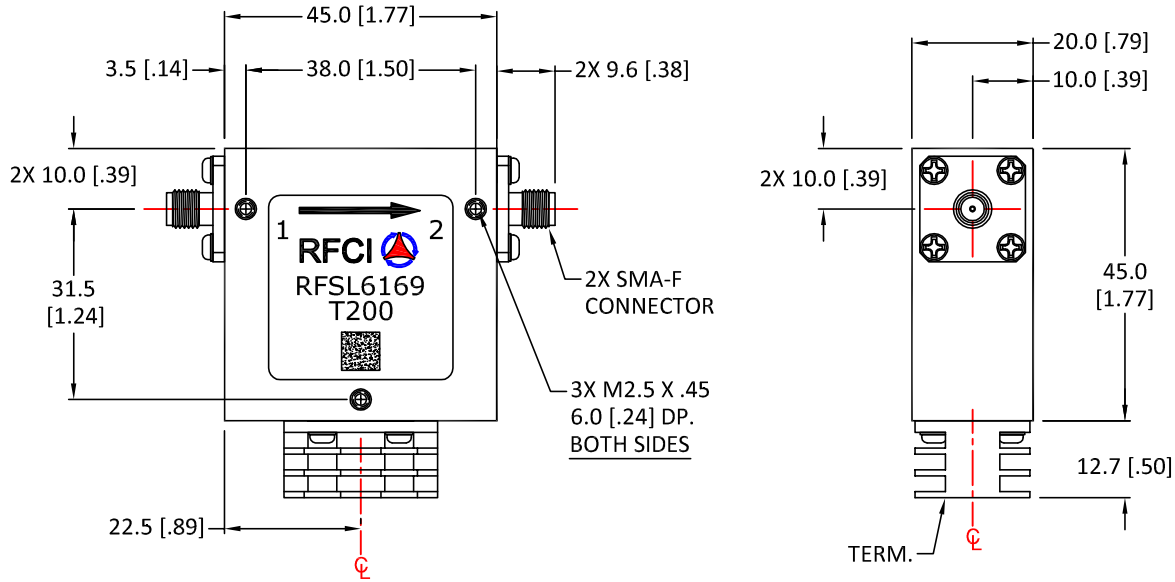 45.0 [1.77]
3.5 [.14]
38.0 [1.50]
2X 9.6 [.38]
2X 10.0 [.39]
31.5
[1.24]
1
2
RFCI
RFSL6169
T200
2X SMA-F
CONNECTOR
3X M2.5 X .45
6.0 [.24] DP.
BOTH SIDES
22.5 [.89]
℄
20.0 [.79]
10.0 [.39]
2X 10.0 [.39]
45.0
[1.77]
12.7 [.50]
TERM.
℄